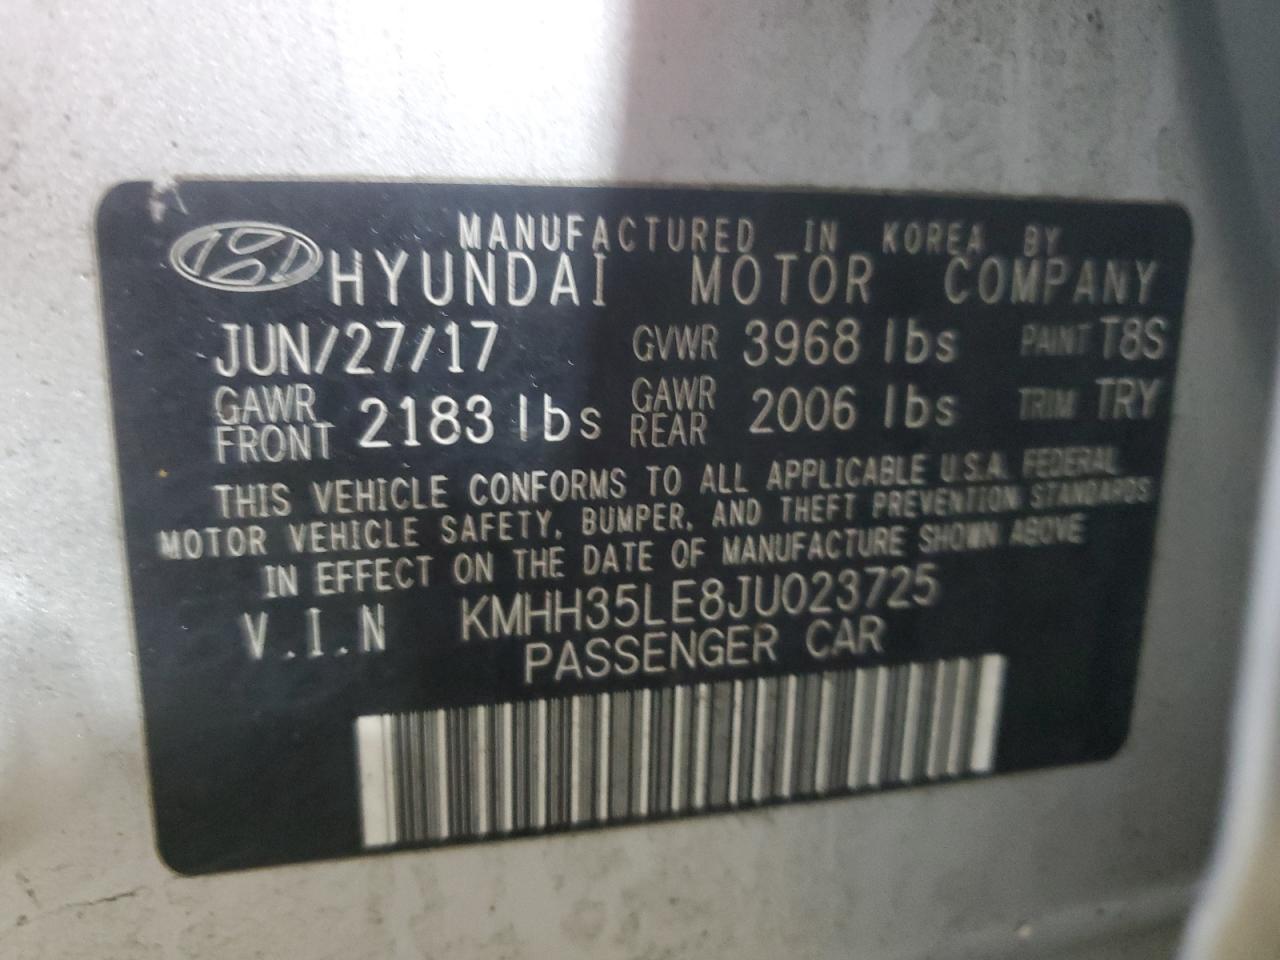 MANUFACTURED IN KOREA BY
HYUNDAI MOTOR COMPANY
JUN/27/17 GVWR 3968 lbs PAINT T8S
GAWR FRONT 2183 lbs GAWR REAR 2006 lbs TRIM TRY
THIS VEHICLE CONFORMS TO ALL APPLICABLE U.S.A. FEDERAL
MOTOR VEHICLE SAFETY, BUMPER, AND THEFT PREVENTION STANDARDS
IN EFFECT ON THE DATE OF MANUFACTURE SHOWN ABOVE
V.I.N KMHH35LE8JU023725
PASSENGER CAR